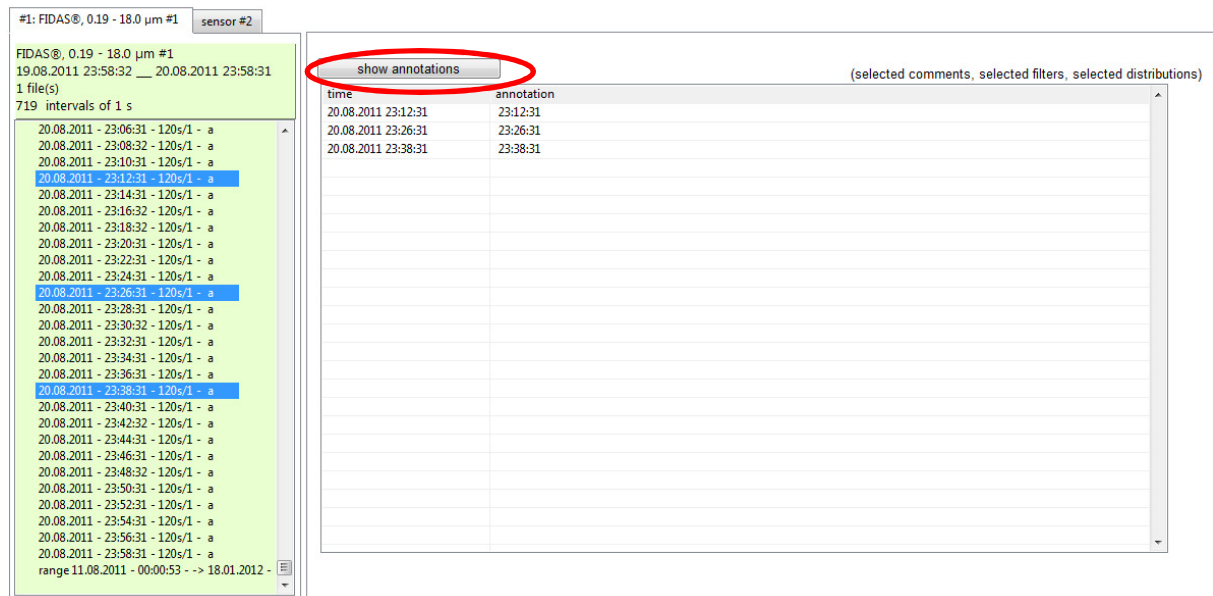 #1: FIDAS®, 0.19 - 18.0 µm #1
sensor #2
FIDAS®, 0.19 - 18.0 µm #1
19.08.2011 23:58:32 __ 20.08.2011 23:58:31
1 file(s)
719 intervals of 1 s
20.08.2011 - 23:06:31 - 120s/1 - a
20.08.2011 - 23:08:32 - 120s/1 - a
20.08.2011 - 23:10:31 - 120s/1 - a
20.08.2011 - 23:12:31 - 120s/1 - a
20.08.2011 - 23:14:31 - 120s/1 - a
20.08.2011 - 23:16:32 - 120s/1 - a
20.08.2011 - 23:18:32 - 120s/1 - a
20.08.2011 - 23:20:31 - 120s/1 - a
20.08.2011 - 23:22:31 - 120s/1 - a
20.08.2011 - 23:24:31 - 120s/1 - a
20.08.2011 - 23:26:31 - 120s/1 - a
20.08.2011 - 23:28:31 - 120s/1 - a
20.08.2011 - 23:30:32 - 120s/1 - a
20.08.2011 - 23:32:31 - 120s/1 - a
20.08.2011 - 23:34:31 - 120s/1 - a
20.08.2011 - 23:36:31 - 120s/1 - a
20.08.2011 - 23:38:31 - 120s/1 - a
20.08.2011 - 23:40:31 - 120s/1 - a
20.08.2011 - 23:42:32 - 120s/1 - a
20.08.2011 - 23:44:31 - 120s/1 - a
20.08.2011 - 23:46:31 - 120s/1 - a
20.08.2011 - 23:48:32 - 120s/1 - a
20.08.2011 - 23:50:31 - 120s/1 - a
20.08.2011 - 23:52:31 - 120s/1 - a
20.08.2011 - 23:54:31 - 120s/1 - a
20.08.2011 - 23:56:31 - 120s/1 - a
20.08.2011 - 23:58:31 - 120s/1 - a
range 11.08.2011 - 00:00:53 - -> 18.01.2012 -
show annotations
(selected comments, selected filters, selected distributions)
time annotation
20.08.2011 23:12:31 23:12:31
20.08.2011 23:26:31 23:26:31
20.08.2011 23:38:31 23:38:31